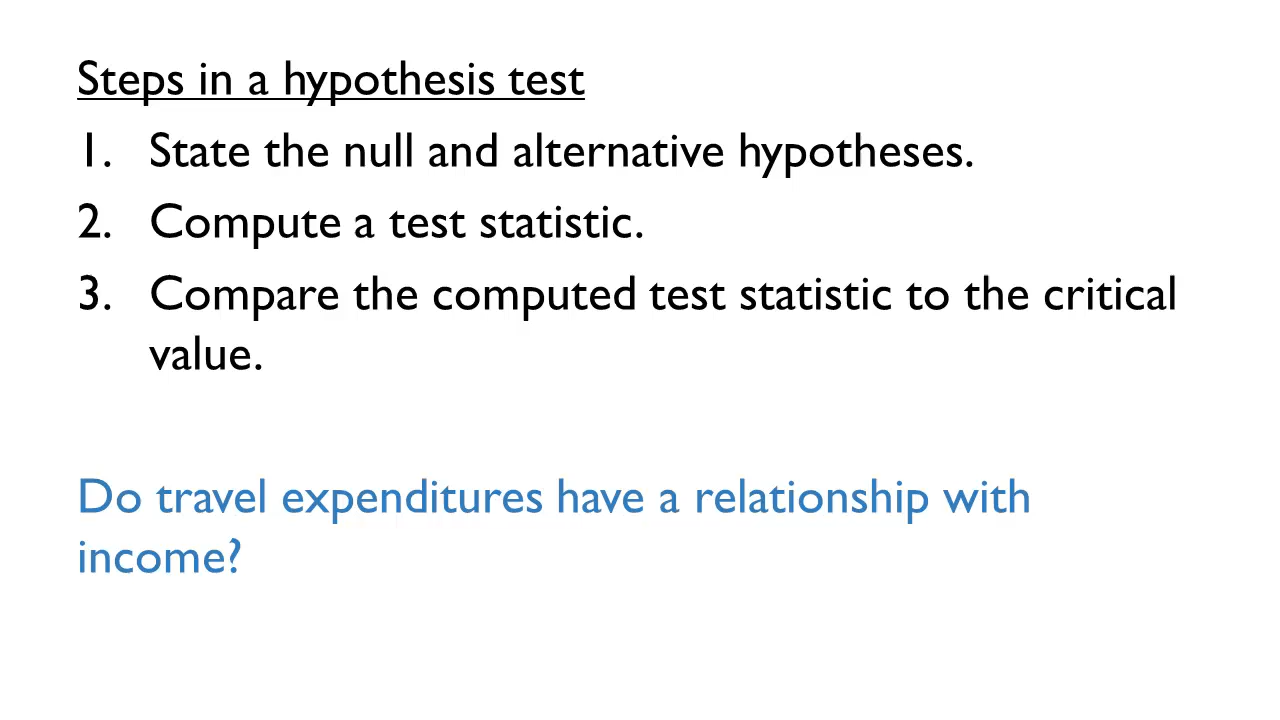 Steps in a hypothesis test
1. State the null and alternative hypotheses.
2. Compute a test statistic.
3. Compare the computed test statistic to the critical
value.
Do travel expenditures have a relationship with
income?